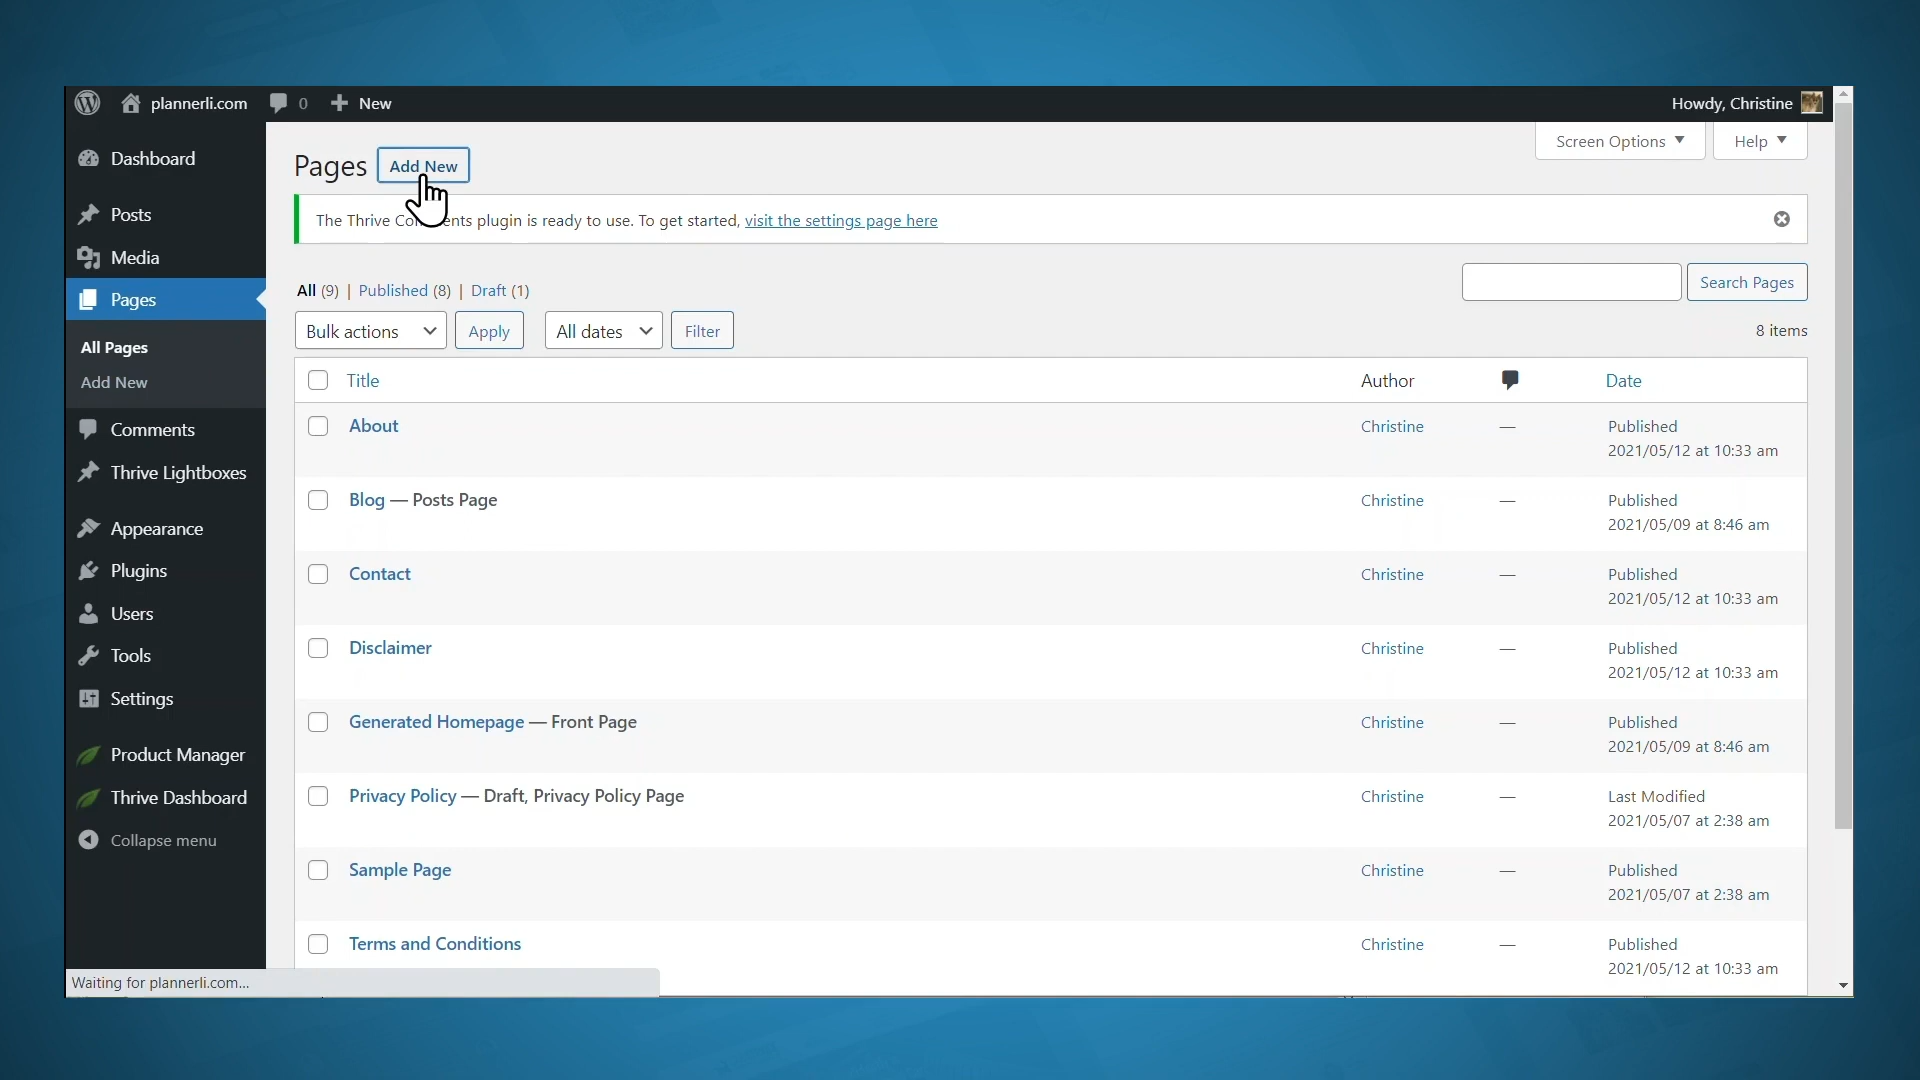 plannerli.com 0 New Howdy, Christine
Screen Options Help
Dashboard
Posts
Media
Pages
All Pages
Add New
Comments
Thrive Lightboxes
Appearance
Plugins
Users
Tools
Settings
Product Manager
Thrive Dashboard
Collapse menu
Pages Add New
The Thrive plugin is ready to use. To get started, visit the settings page here
All (9) | Published (8) | Draft (1)
Search Pages
Bulk actions Apply All dates Filter 8 items
Title Author Date
About Christine — Published
2021/05/12 at 10:33 am
Blog — Posts Page Christine — Published
2021/05/09 at 8:46 am
Contact Christine — Published
2021/05/12 at 10:33 am
Disclaimer Christine — Published
2021/05/12 at 10:33 am
Generated Homepage — Front Page Christine — Published
2021/05/09 at 8:46 am
Privacy Policy — Draft, Privacy Policy Page Christine — Last Modified
2021/05/07 at 2:38 am
Sample Page Christine — Published
2021/05/07 at 2:38 am
Terms and Conditions Christine — Published
2021/05/12 at 10:33 am
Waiting for plannerli.com...